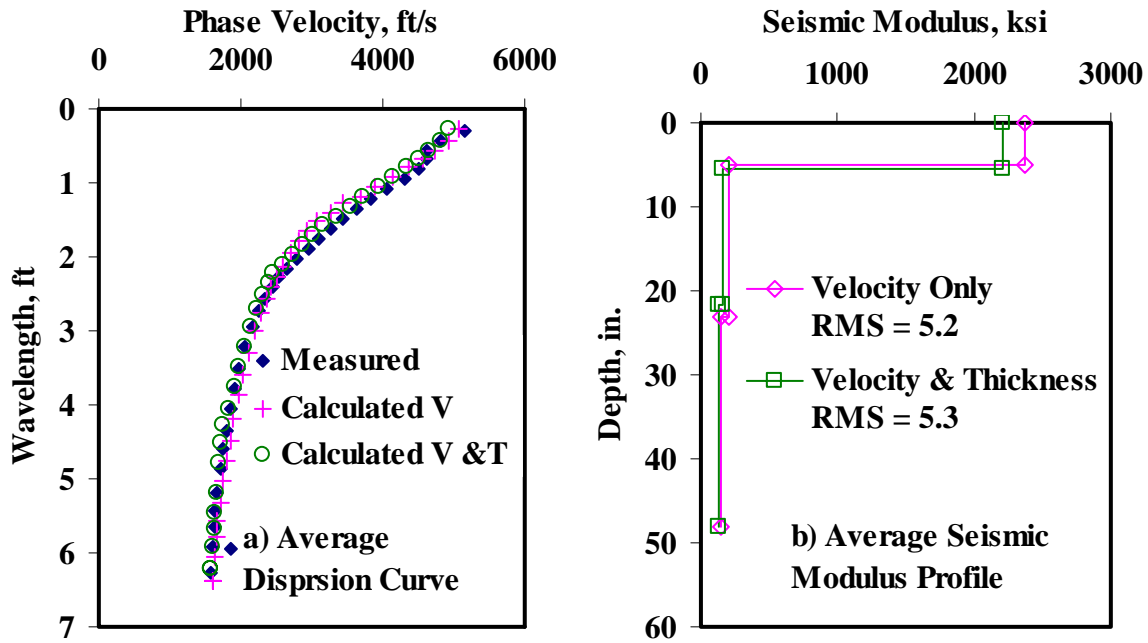 Phase Velocity, ft/s
0 2000 4000 6000
Wavelength, ft
0
1
2
3
4
5
6
7
Measured
Calculated V
Calculated V &T
a) Average
Disprsion Curve
Seismic Modulus, ksi
0 1000 2000 3000
Depth, in.
0
10
20
30
40
50
60
Velocity Only
RMS = 5.2
Velocity & Thickness
RMS = 5.3
b) Average Seismic
Modulus Profile